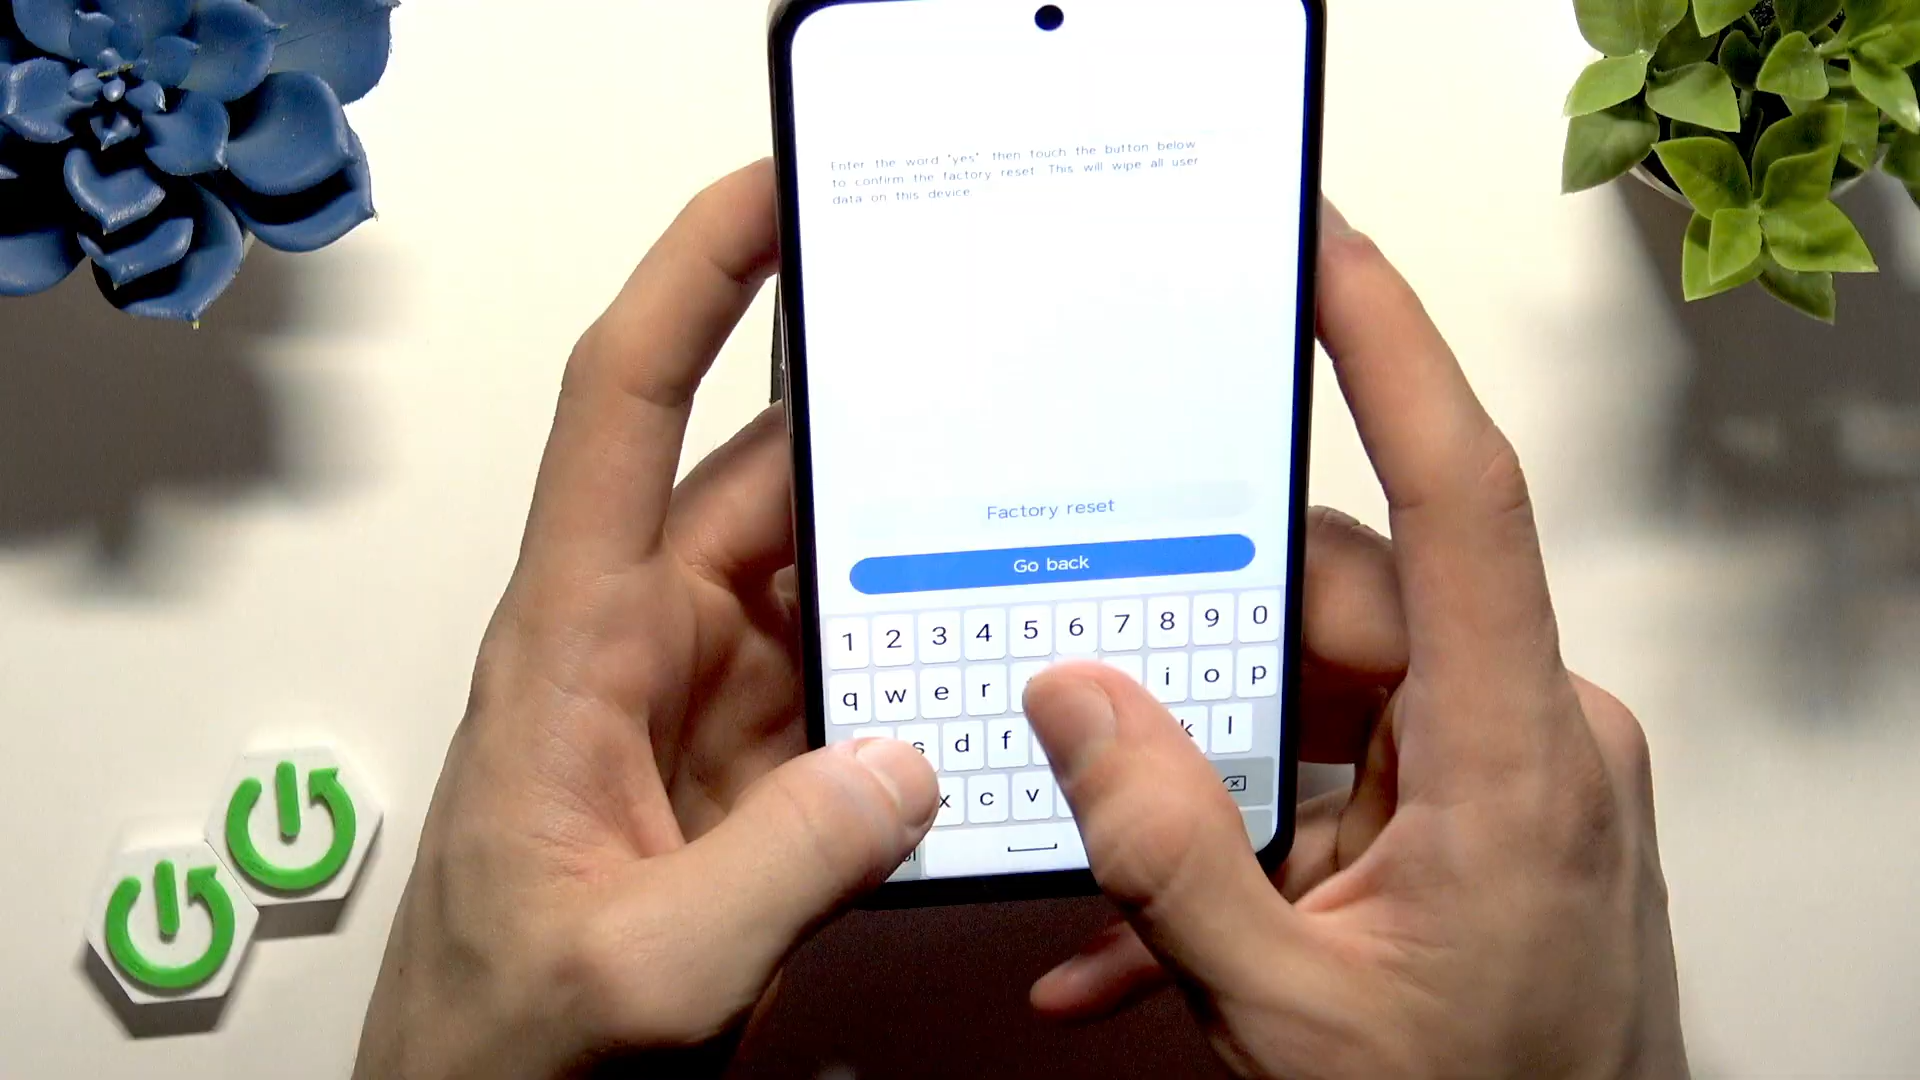 Enter the word "yes", then touch the button below
to confirm the factory reset. This will wipe all user
data on this device.
Factory reset
Go back
1 2 3 4 5 6 7 8 9 0
q w e r i o p
s d f k l
x c v